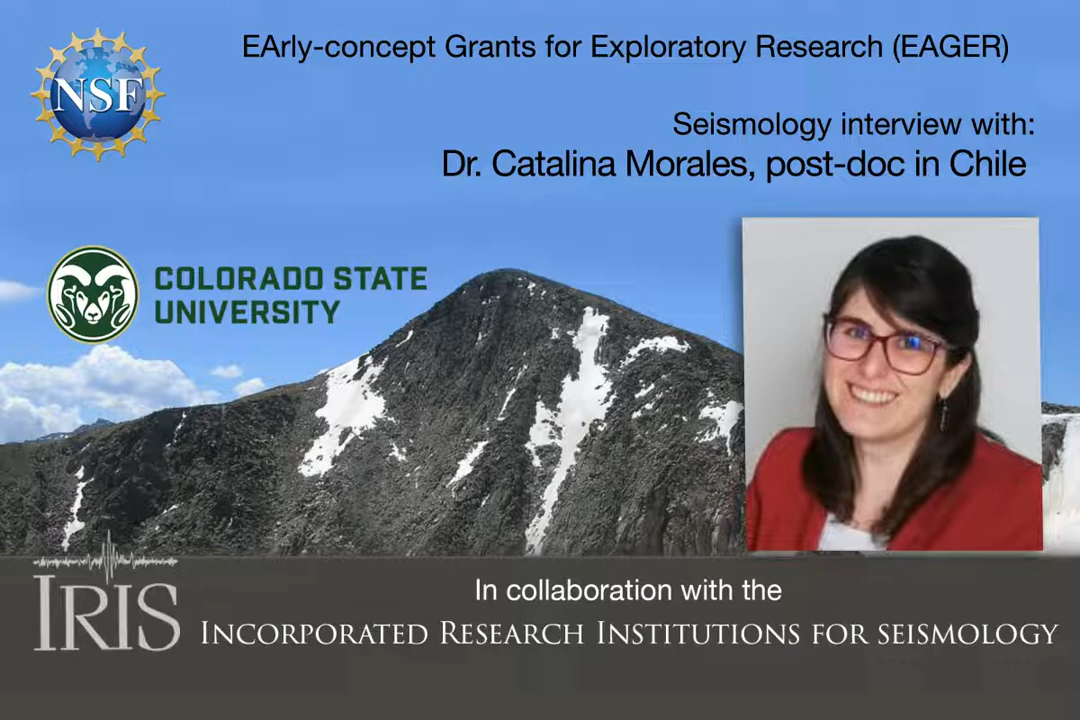 NSF
EArly-concept Grants for Exploratory Research (EAGER)
Seismology interview with:
Dr. Catalina Morales, post-doc in Chile
COLORADO STATE
UNIVERSITY
IRIS
In collaboration with the
INCORPORATED RESEARCH INSTITUTIONS FOR SEISMOLOGY